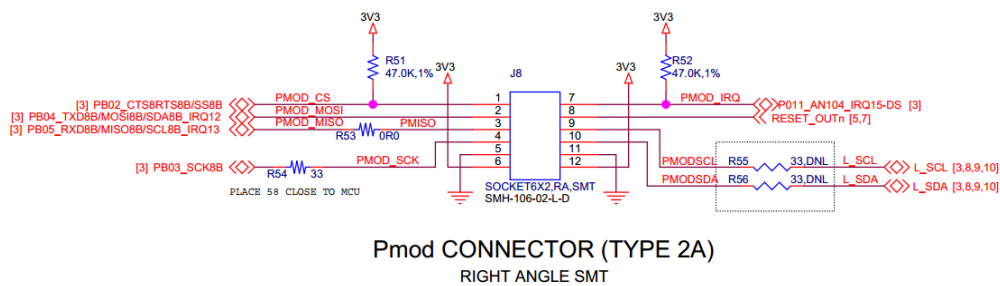 3V3
3V3
R51
47.0K,1%
R52
47.0K,1%
3V3
J8
3V3
[3] PB02_CTS8RTS8B/SS8B
PMOD_CS
1
7
PMOD_IRQ
P011_AN104_IRQ15-DS [3]
[3] PB04_TXD8B/MOSI8B/SDA8B_IRQ12
PMOD_MOSI
2
8
RESET_OUTn [5,7]
[3] PB05_RXD8B/MISO8B/SCL8B_IRQ13
PMOD_MISO
R53
0R0
PMISO
3
9
4
10
5
11
6
12
[3] PB03_SCK8B
R54
33
PMOD_SCK
PMODSCL
R55
33,DNL
L_SCL
L_SCL [3,8,9,10]
PMODSDA
R56
33,DNL
L_SDA
L_SDA [3,8,9,10]
PLACE 58 CLOSE TO MCU
SOCKET6X2,RA,SMT
SMH-106-02-L-D
Pmod CONNECTOR (TYPE 2A)
RIGHT ANGLE SMT